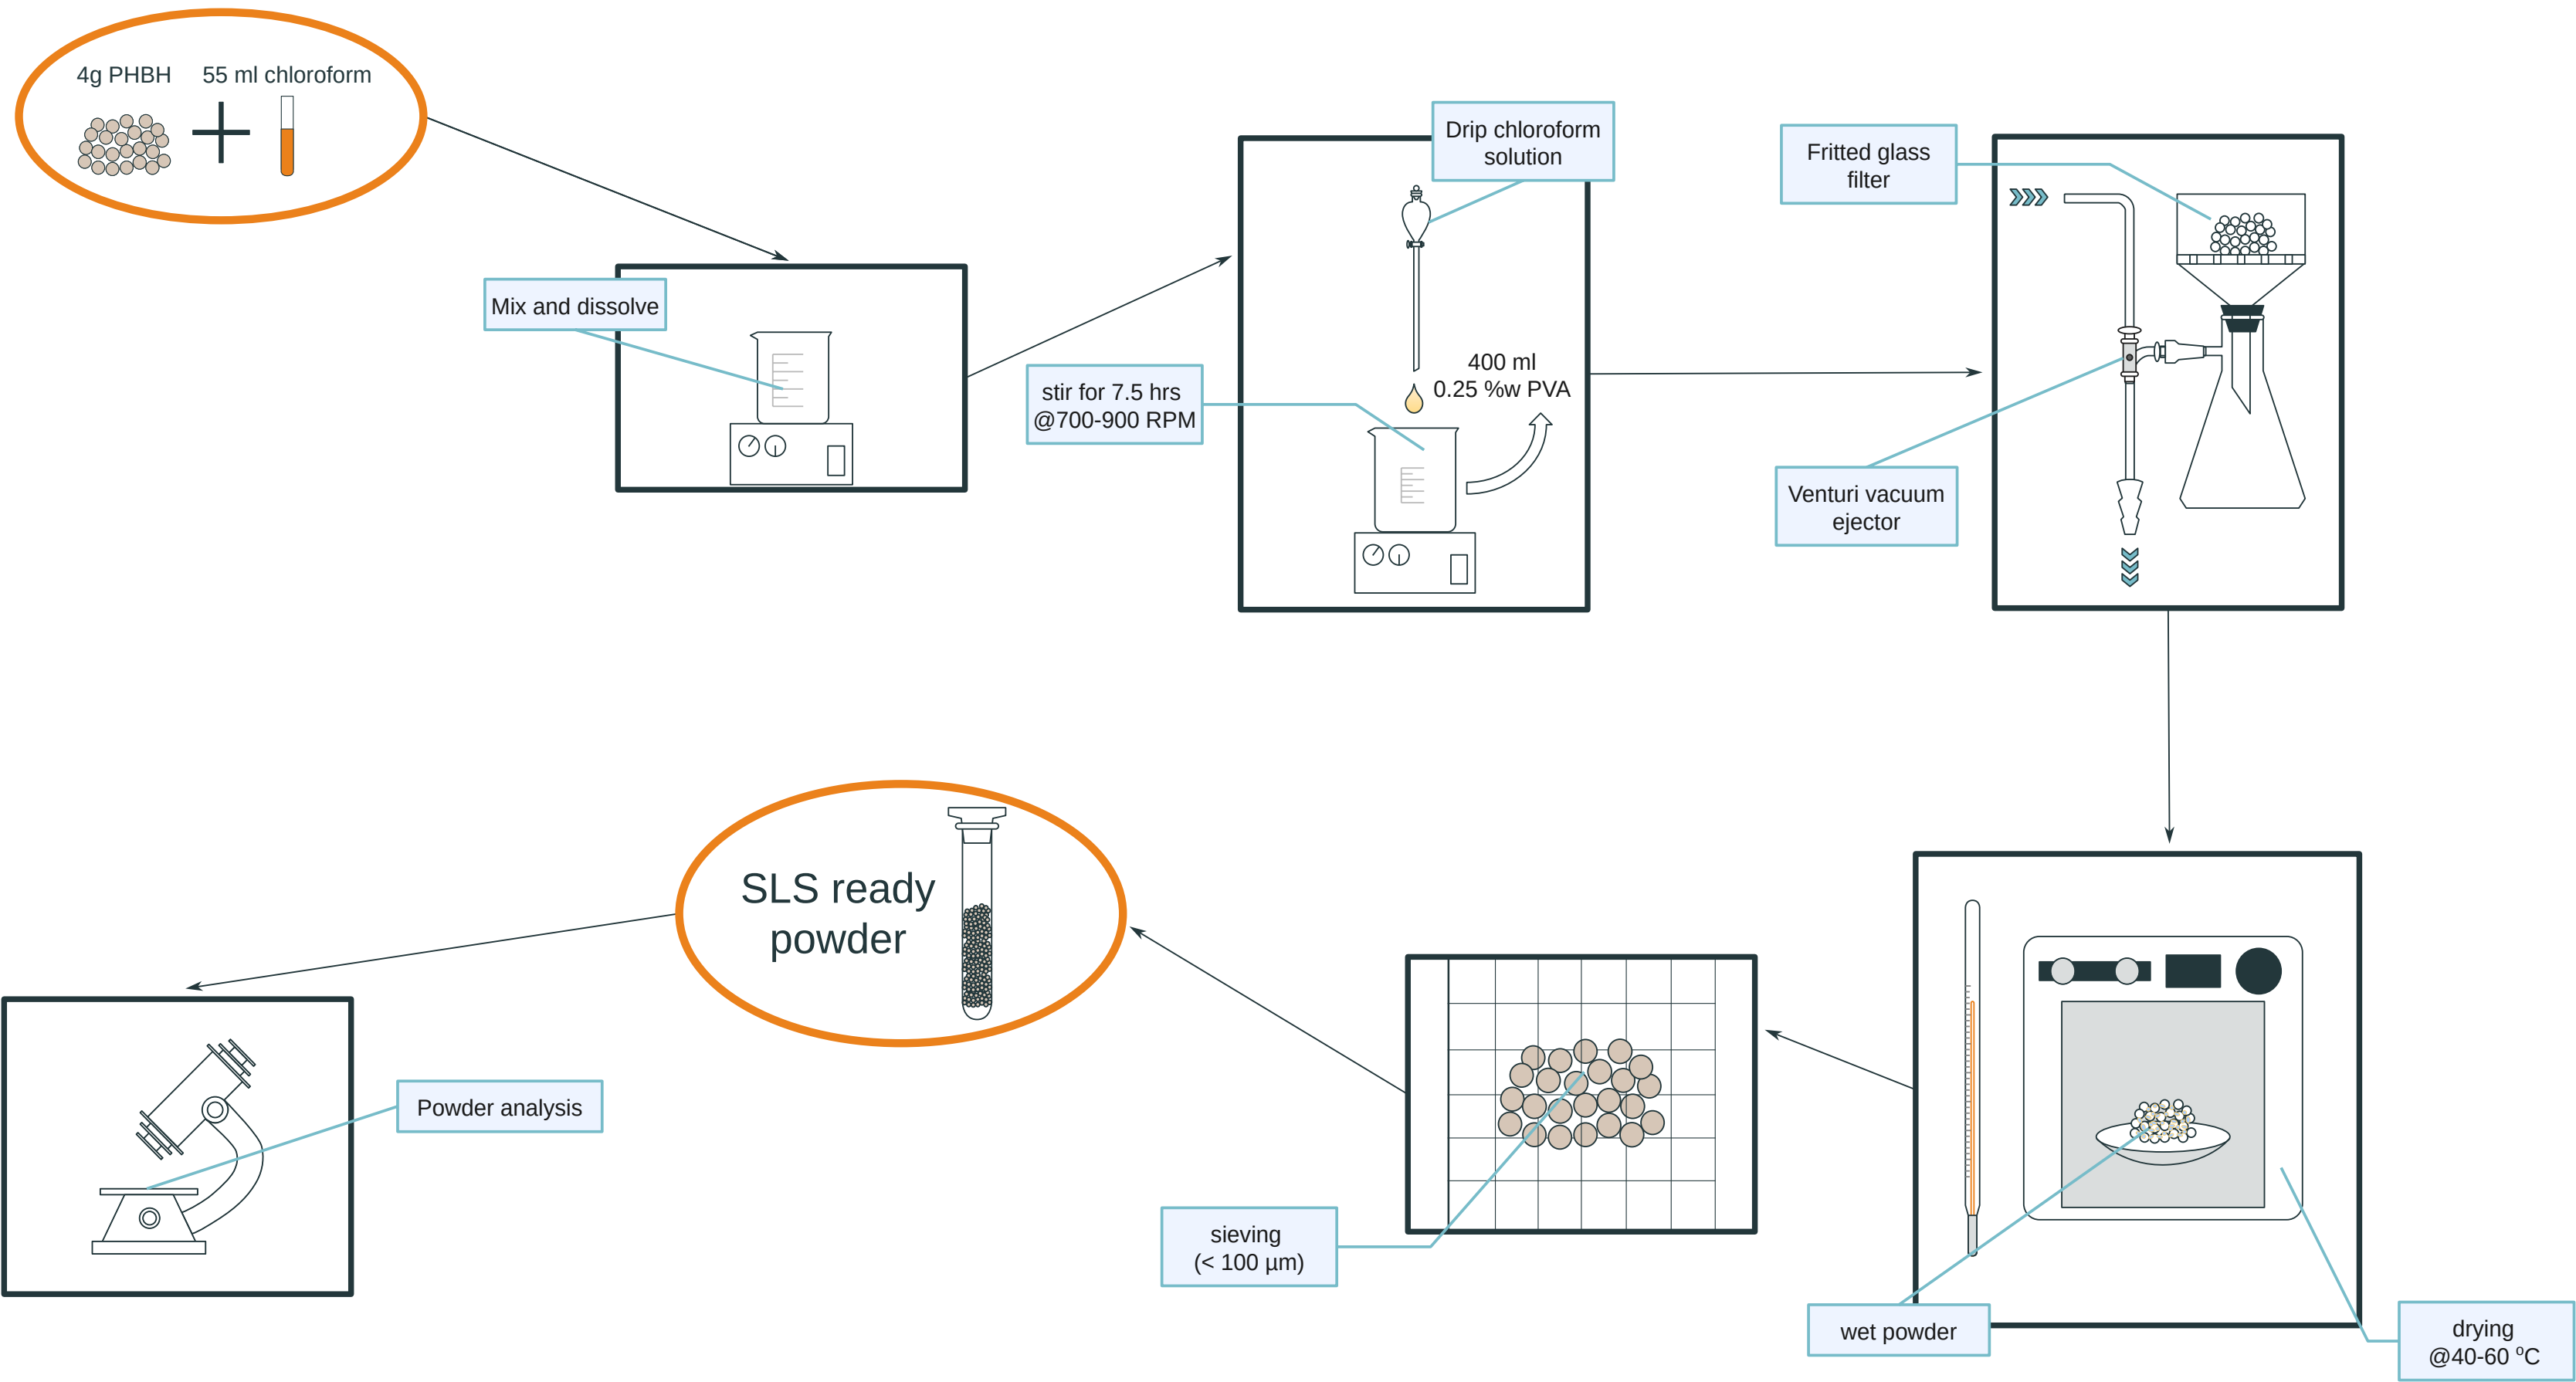 4g PHBH
55 ml chloroform
Mix and dissolve
Drip chloroform
solution
stir for 7.5 hrs
@700-900 RPM
400 ml
0.25 %w PVA
Fritted glass
filter
Venturi vacuum
ejector
wet powder
drying
@40-60 ºC
sieving
(< 100 µm)
SLS ready
powder
Powder analysis